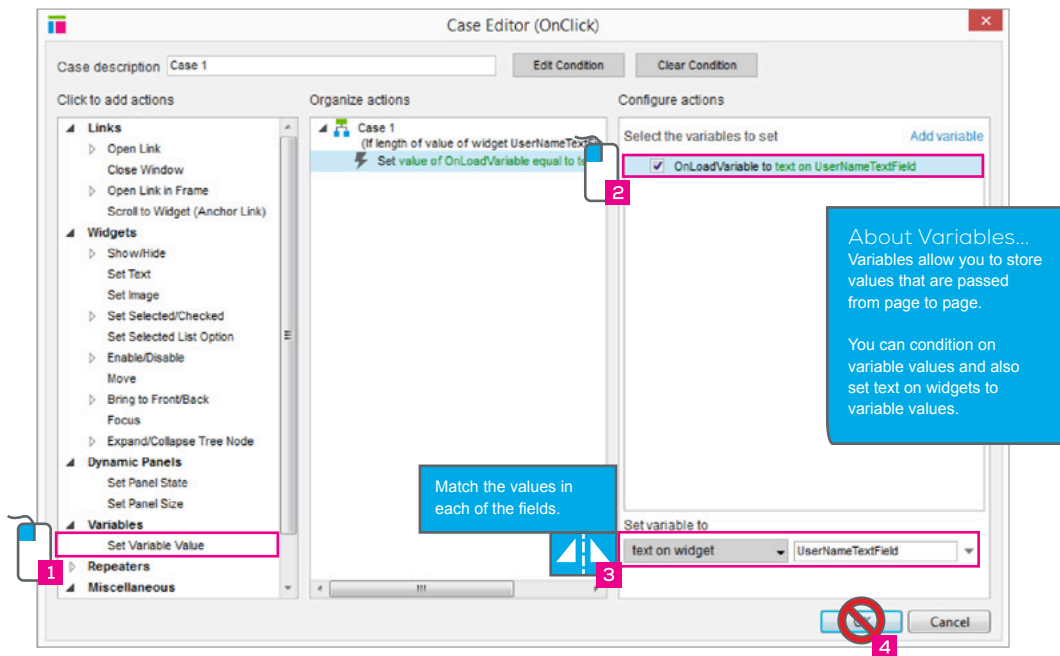 Case Editor (OnClick)
Case description Case 1
Edit Condition
Clear Condition
Click to add actions
Links
Open Link
Close Window
Open Link in Frame
Scroll to Widget (Anchor Link)
Widgets
Show/Hide
Set Text
Set Image
Set Selected/Checked
Set Selected List Option
Enable/Disable
Move
Bring to Front/Back
Focus
Expand/Collapse Tree Node
Dynamic Panels
Set Panel State
Set Panel Size
Variables
Set Variable Value
1
Repeaters
Miscellaneous
Organize actions
Case 1
(If length of value of widget
Set value of OnLoadVariable equal to
2
Configure actions
Select the variables to set
Add variable
OnLoadVariable to text on UserNameTextField
About Variables...
Variables allow you to store
values that are passed
from page to page.
You can condition on
variable values and also
set text on widgets to
variable values.
Match the values in
each of the fields.
3
Set variable to
text on widget
UserNameTextField
Cancel
4